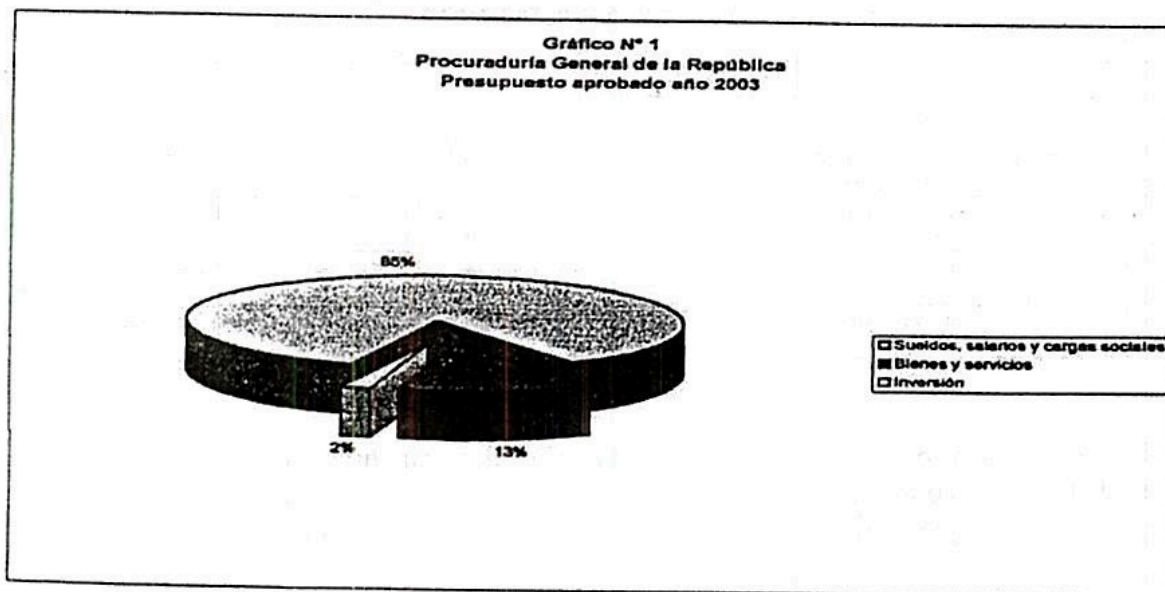 Gráfico N° 1
Procuraduría General de la República
Presupuesto aprobado año 2003
85%
2%
13%
Sueldos, salarios y cargas sociales
Bienes y servicios
Inversión